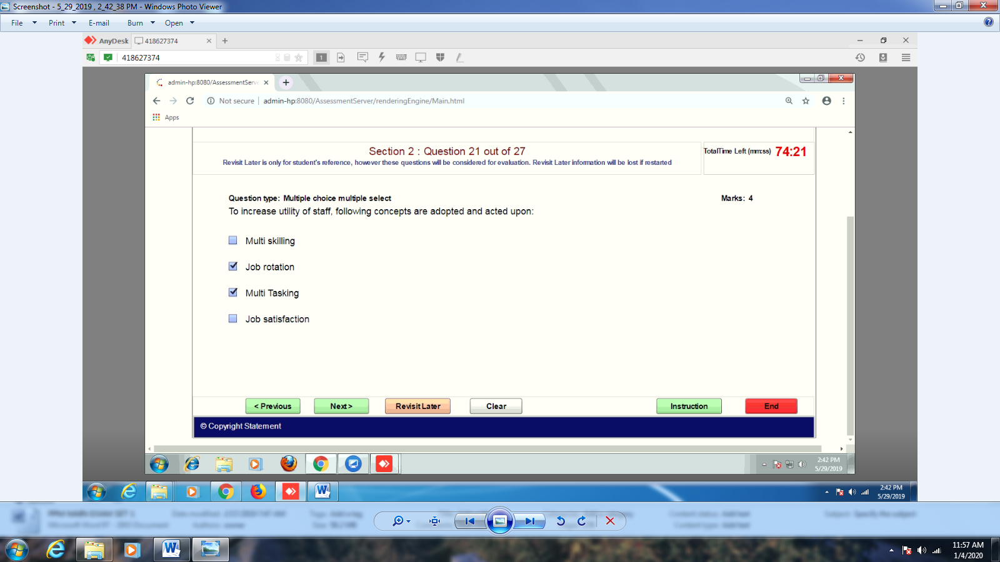 Screenshot - 5_29_2019 , 2_42_38 PM - Windows Photo Viewer
File Print E-mail Burn Open
AnyDesk 418627374
418627374 1
admin-hp:8080/AssessmentServe
Not secure admin-hp:8080/AssessmentServer/renderingEngine/Main.html
Apps
Section 2 : Question 21 out of 27
Revisit Later is only for student's reference, however these questions will be considered for evaluation. Revisit Later information will be lost if restarted
TotalTime Left (mm:ss) 74:21
Question type: Multiple choice multiple select Marks: 4
To increase utility of staff, following concepts are adopted and acted upon:
Multi skilling
Job rotation
Multi Tasking
Job satisfaction
< Previous Next > Revisit Later Clear Instruction End
© Copyright Statement
2:42 PM
5/29/2019
2:42 PM
5/29/2019
11:57 AM
1/4/2020